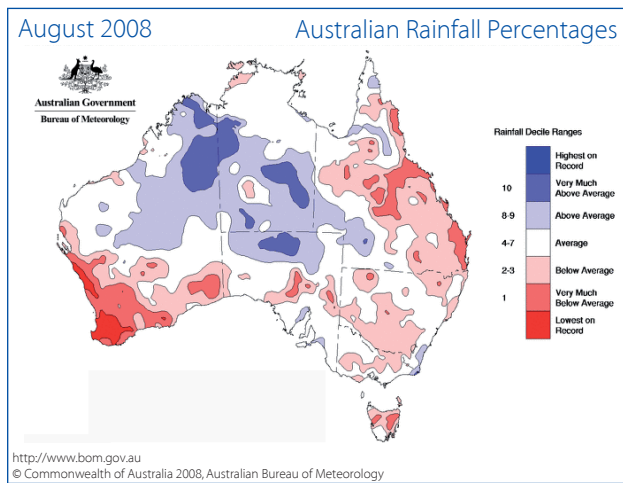 August 2008
Australian Rainfall Percentages
Australian Government
Bureau of Meteorology
Rainfall Decile Ranges
Highest on
Record
10 Very Much
Above Average
8-9 Above Average
4-7 Average
2-3 Below Average
1 Very Much
Below Average
Lowest on
Record
http://www.bom.gov.au
© Commonwealth of Australia 2008, Australian Bureau of Meteorology